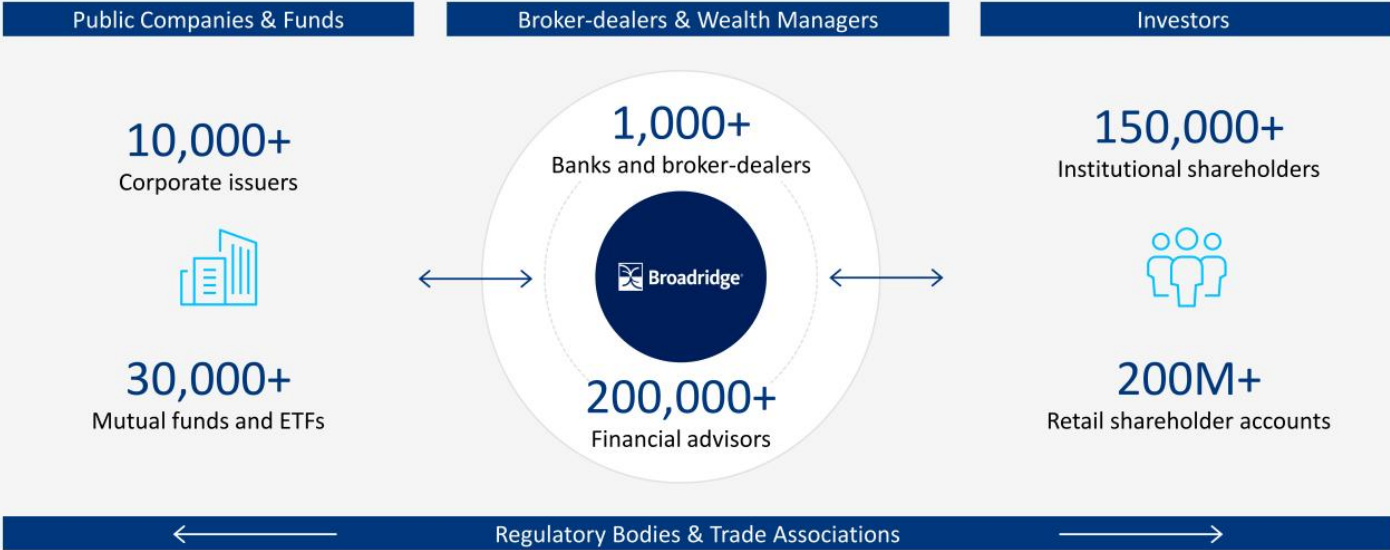 Public Companies & Funds
Broker-dealers & Wealth Managers
Investors
10,000+
Corporate issuers
30,000+
Mutual funds and ETFs
1,000+
Banks and broker-dealers
Broadridge
200,000+
Financial advisors
150,000+
Institutional shareholders
200M+
Retail shareholder accounts
Regulatory Bodies & Trade Associations